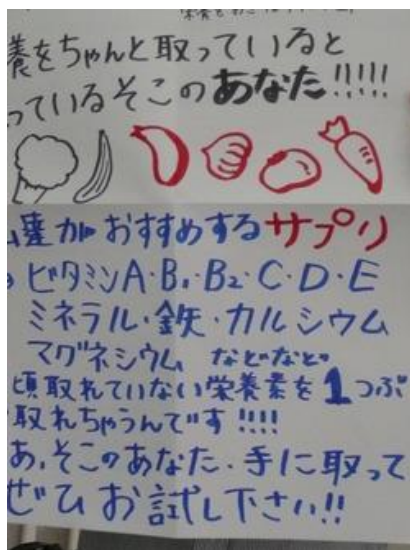 養をちゃんと取っていると
っているそこのあなた!!!!!
達がおすすめするサプリ
ビタミンA・B₁・B₂・C・D・E
ミネラル・鉄・カルシウム
マグネシウム などなど
頃取れていない栄養素を1つぶ
取れちゃうんです!!!!
あ、そこのあなた、手に取って
ぜひお試し下さい!!